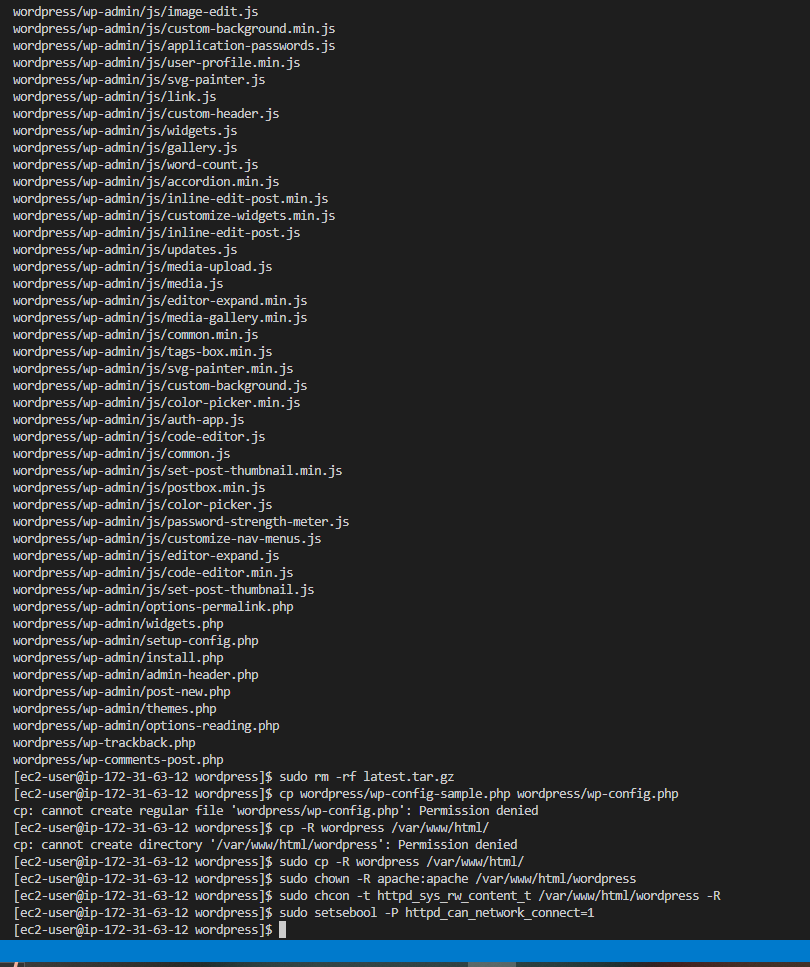 wordpress/wp-admin/js/image-edit.js
wordpress/wp-admin/js/custom-background.min.js
wordpress/wp-admin/js/application-passwords.js
wordpress/wp-admin/js/user-profile.min.js
wordpress/wp-admin/js/svg-painter.js
wordpress/wp-admin/js/link.js
wordpress/wp-admin/js/custom-header.js
wordpress/wp-admin/js/widgets.js
wordpress/wp-admin/js/gallery.js
wordpress/wp-admin/js/word-count.js
wordpress/wp-admin/js/accordion.min.js
wordpress/wp-admin/js/inline-edit-post.min.js
wordpress/wp-admin/js/customize-widgets.min.js
wordpress/wp-admin/js/inline-edit-post.js
wordpress/wp-admin/js/updates.js
wordpress/wp-admin/js/media-upload.js
wordpress/wp-admin/js/media.js
wordpress/wp-admin/js/editor-expand.min.js
wordpress/wp-admin/js/media-gallery.min.js
wordpress/wp-admin/js/common.min.js
wordpress/wp-admin/js/tags-box.min.js
wordpress/wp-admin/js/svg-painter.min.js
wordpress/wp-admin/js/custom-background.js
wordpress/wp-admin/js/color-picker.min.js
wordpress/wp-admin/js/auth-app.js
wordpress/wp-admin/js/code-editor.js
wordpress/wp-admin/js/common.js
wordpress/wp-admin/js/set-post-thumbnail.min.js
wordpress/wp-admin/js/postbox.min.js
wordpress/wp-admin/js/color-picker.js
wordpress/wp-admin/js/password-strength-meter.js
wordpress/wp-admin/js/customize-nav-menus.js
wordpress/wp-admin/js/editor-expand.js
wordpress/wp-admin/js/code-editor.min.js
wordpress/wp-admin/js/set-post-thumbnail.js
wordpress/wp-admin/options-permalink.php
wordpress/wp-admin/widgets.php
wordpress/wp-admin/setup-config.php
wordpress/wp-admin/install.php
wordpress/wp-admin/admin-header.php
wordpress/wp-admin/post-new.php
wordpress/wp-admin/themes.php
wordpress/wp-admin/options-reading.php
wordpress/wp-trackback.php
wordpress/wp-comments-post.php
[ec2-user@ip-172-31-63-12 wordpress]$ sudo rm -rf latest.tar.gz
[ec2-user@ip-172-31-63-12 wordpress]$ cp wordpress/wp-config-sample.php wordpress/wp-config.php
cp: cannot create regular file 'wordpress/wp-config.php': Permission denied
[ec2-user@ip-172-31-63-12 wordpress]$ cp -R wordpress /var/www/html/
cp: cannot create directory '/var/www/html/wordpress': Permission denied
[ec2-user@ip-172-31-63-12 wordpress]$ sudo cp -R wordpress /var/www/html/
[ec2-user@ip-172-31-63-12 wordpress]$ sudo chown -R apache:apache /var/www/html/wordpress
[ec2-user@ip-172-31-63-12 wordpress]$ sudo chcon -t httpd_sys_rw_content_t /var/www/html/wordpress -R
[ec2-user@ip-172-31-63-12 wordpress]$ sudo setsebool -P httpd_can_network_connect=1
[ec2-user@ip-172-31-63-12 wordpress]$